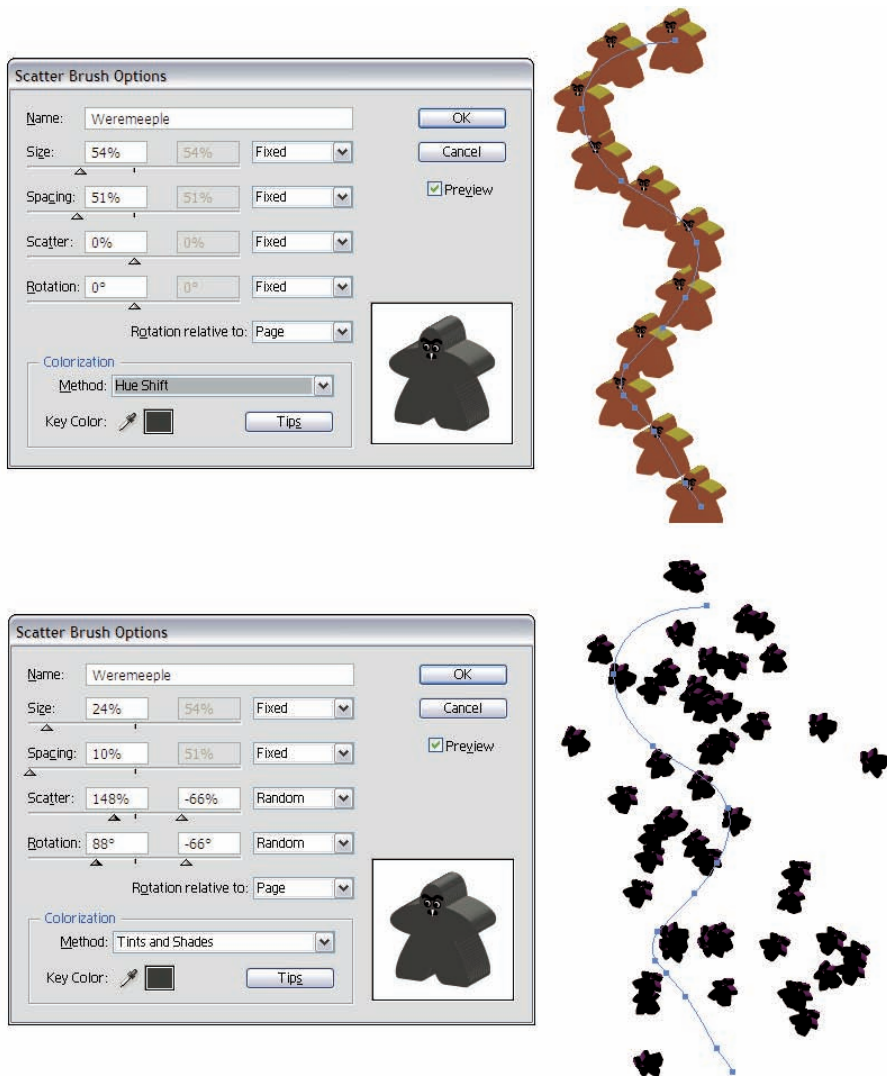 Scatter Brush Options
Name: Weremeeple
OK
Size: 54% 54% Fixed
Cancel
Spacing: 51% 51% Fixed
Preview
Scatter: 0% 0% Fixed
Rotation: 0° 0° Fixed
Rotation relative to: Page
Colorization
Method: Hue Shift
Key Color: Tips
Scatter Brush Options
Name: Weremeeple
OK
Size: 24% 54% Fixed
Cancel
Spacing: 10% 51% Fixed
Preview
Scatter: 148% -66% Random
Rotation: 88° -66° Random
Rotation relative to: Page
Colorization
Method: Tints and Shades
Key Color: Tips